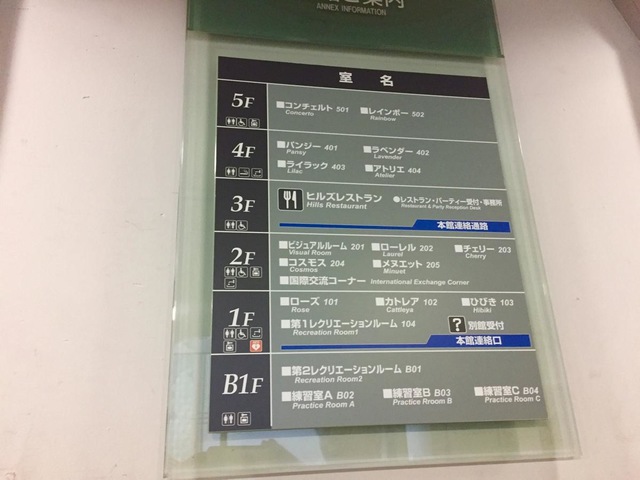 ANNEX INFORMATION
室 名
5F
■コンチェルト 501 ■レインボー 502
Concerto Rainbow
4F
■パンジー 401 ■ラベンダー 402
Pansy Lavender
■ライラック 403 ■アトリエ 404
Lilac Atelier
3F
ヒルズレストラン ●レストラン・パーティー受付・事務所
Hills Restaurant Restaurant & Party Reception Desk
本館連絡通路
2F
■ビジュアルルーム 201 ■ローレル 202 ■チェリー 203
Visual Room Laurel Cherry
■コスモス 204 ■メヌエット 205
Cosmos Minuet
■国際交流コーナー International Exchange Corner
1F
■ローズ 101 ■カトレア 102 ■ひびき 103
Rose Cattleya Hibiki
■第1レクリエーションルーム 104 ? 別館受付
Recreation Room1
本館連絡口
B1F
■第2レクリエーションルーム B01
Recreation Room2
■練習室A B02 ■練習室B B03 ■練習室C B04
Practice Room A Practice Rroom B Practice Room C